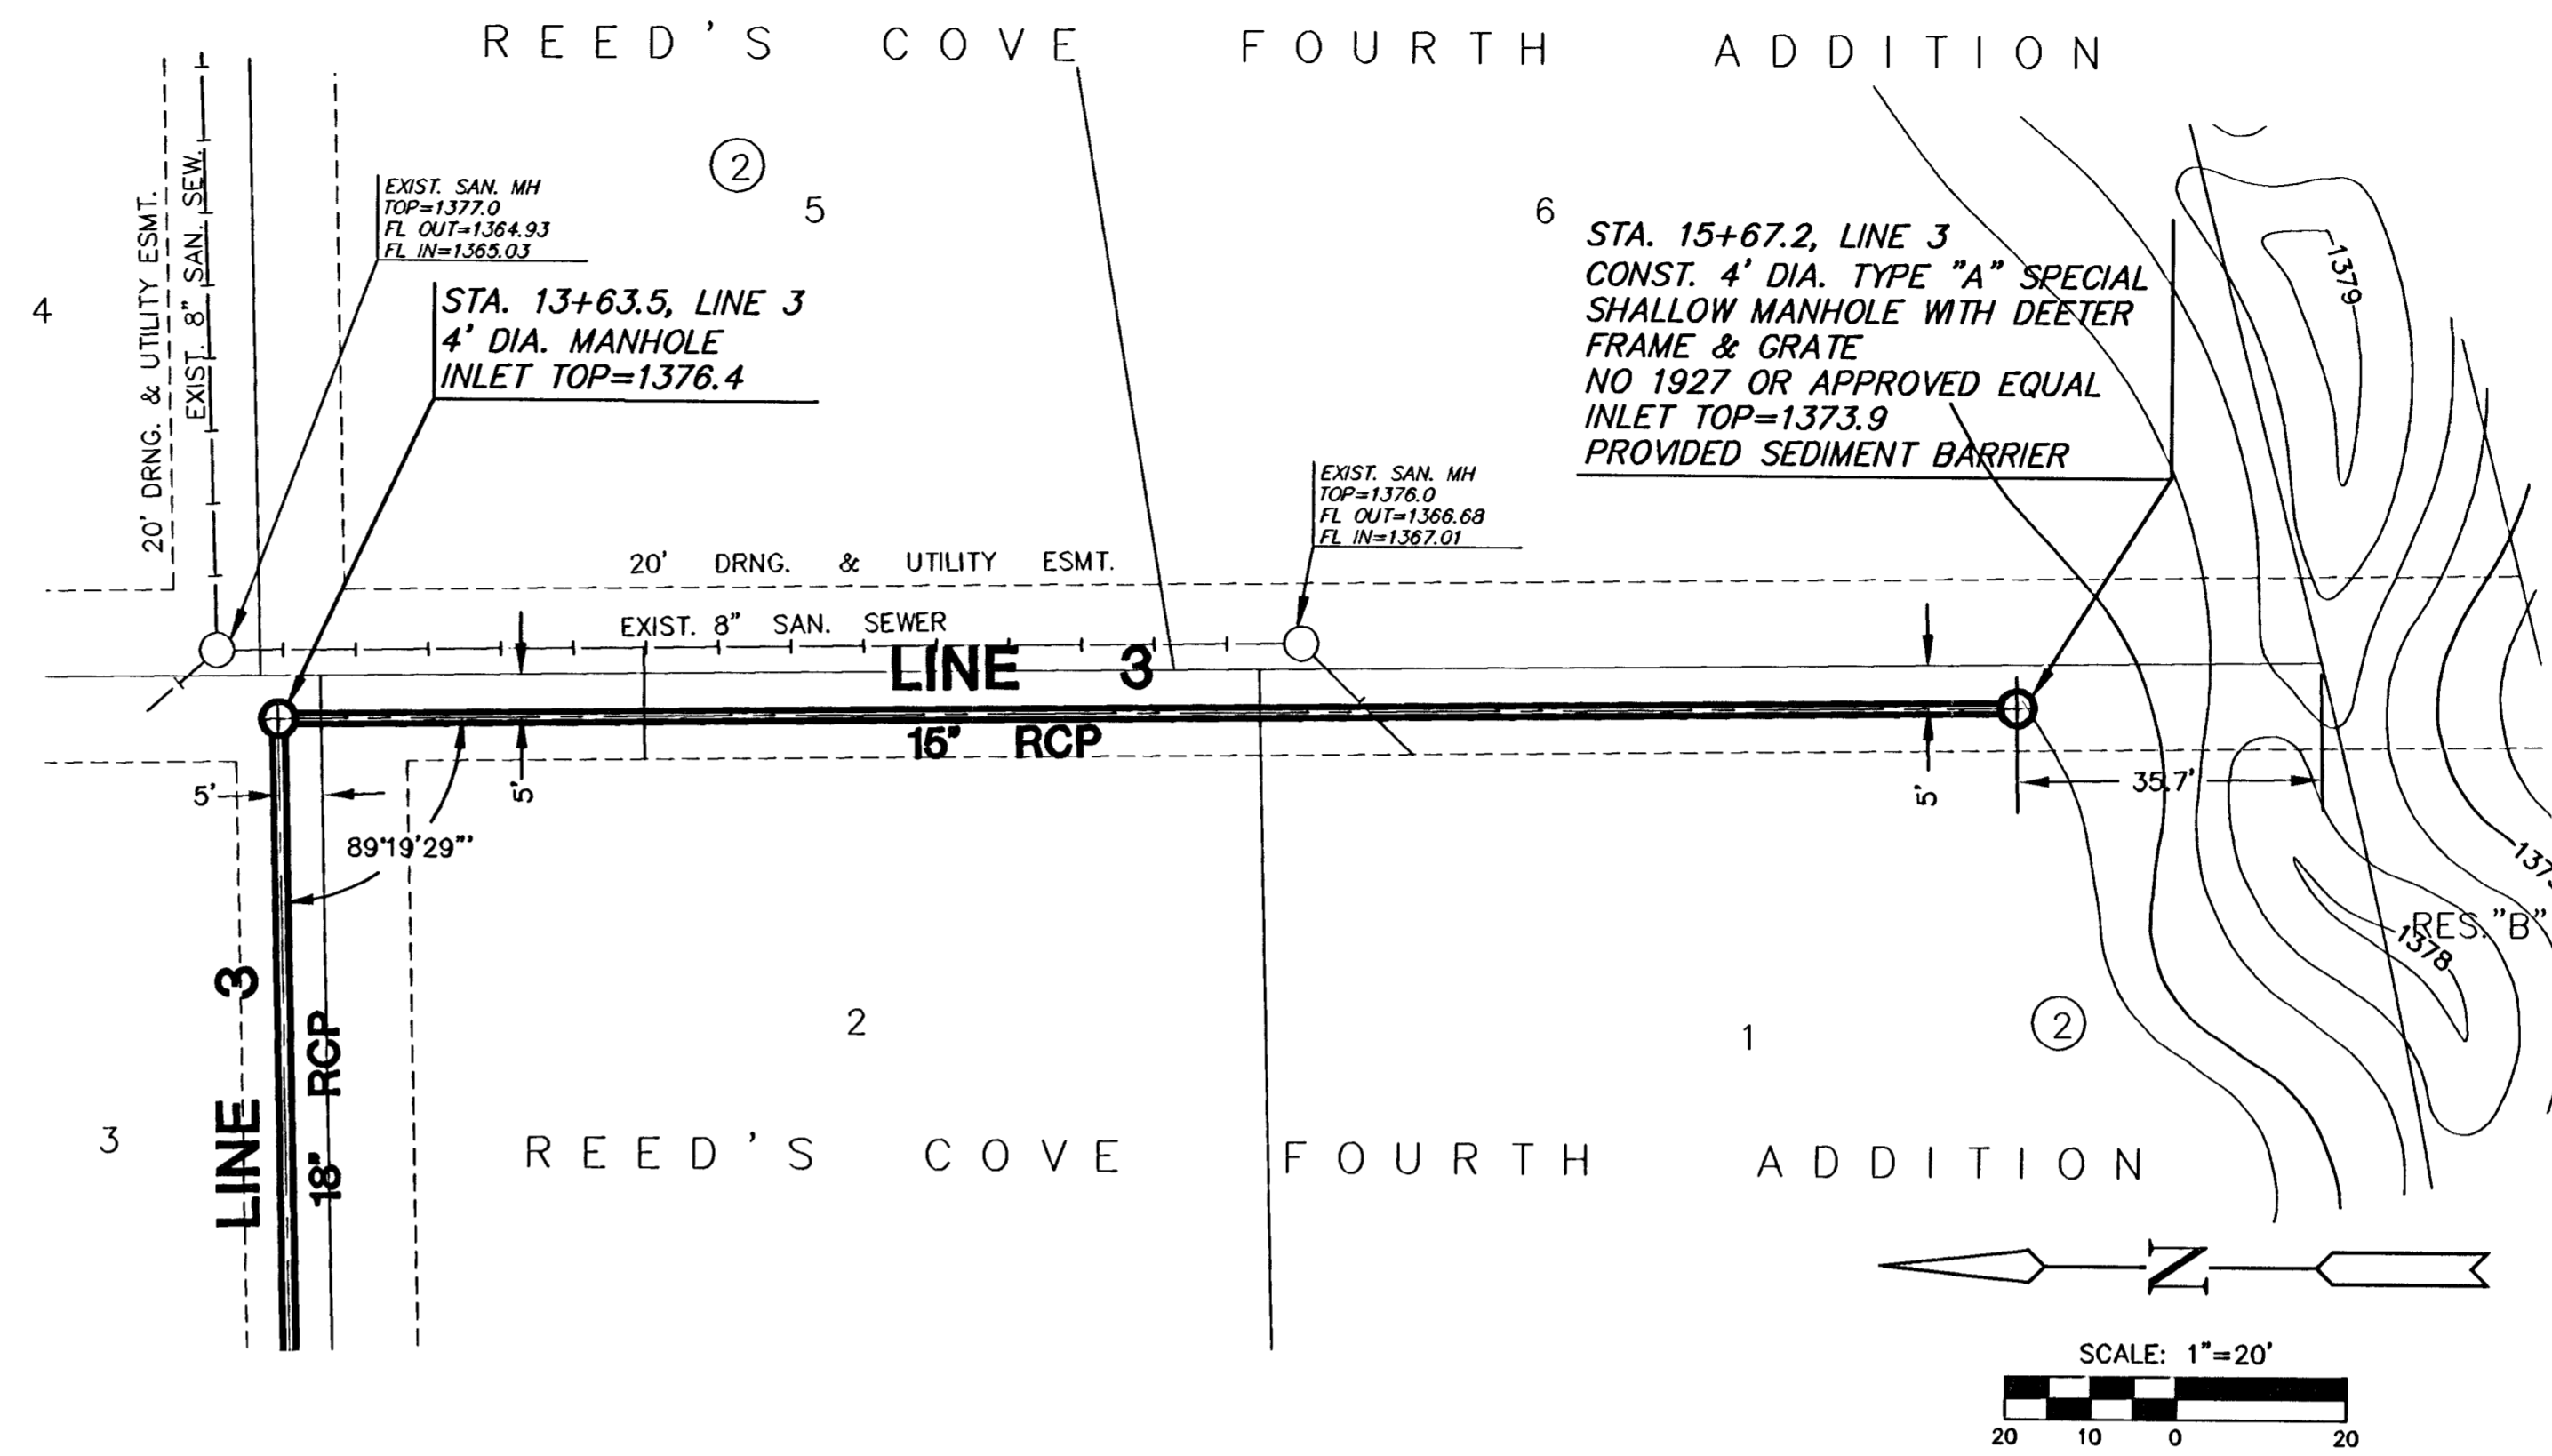 REED'S COVE FOURTH ADDITION
20' DRNG. & UTILITY ESMT.
EXIST. 8" SAN. SEW.
EXIST. SAN. MH
TOP=1377.0
FL OUT=1364.93
FL IN=1365.03
2
5
6
4
STA. 13+63.5, LINE 3
4' DIA. MANHOLE
INLET TOP=1376.4
STA. 15+67.2, LINE 3
CONST. 4' DIA. TYPE "A" SPECIAL
SHALLOW MANHOLE WITH DEETER
FRAME & GRATE
NO 1927 OR APPROVED EQUAL
INLET TOP=1373.9
PROVIDED SEDIMENT BARRIER
1379
EXIST. SAN. MH
TOP=1376.0
FL OUT=1366.68
FL IN=1367.01
20' DRNG. & UTILITY ESMT.
EXIST. 8" SAN. SEWER
LINE 3
15" RCP
5'
5'
5'
35.7'
89°19'29"'
RES. "B"
1378
LINE 3
18" RCP
2
1
2
3
REED'S COVE FOURTH ADDITION
N
SCALE: 1"=20'
20 10 0 20